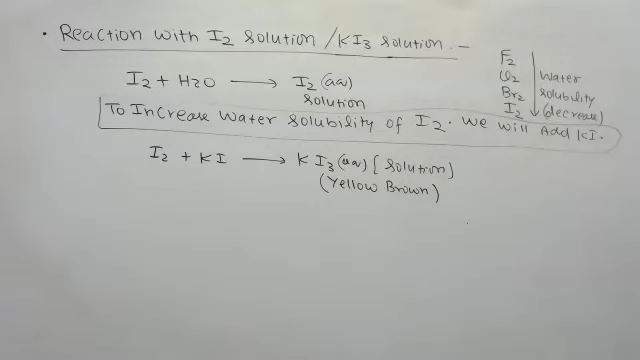 • Reaction with I2 Solution / KI3 Solution. -
I2 + H2O ⟶ I2 (aq)
Solution
F2
Cl2
Br2
I2
Water
Solubility
(decrease)
To Increase Water Solubility of I2. We will Add KI.
I2 + KI ⟶ KI3 (aq) [Solution]
(Yellow Brown)